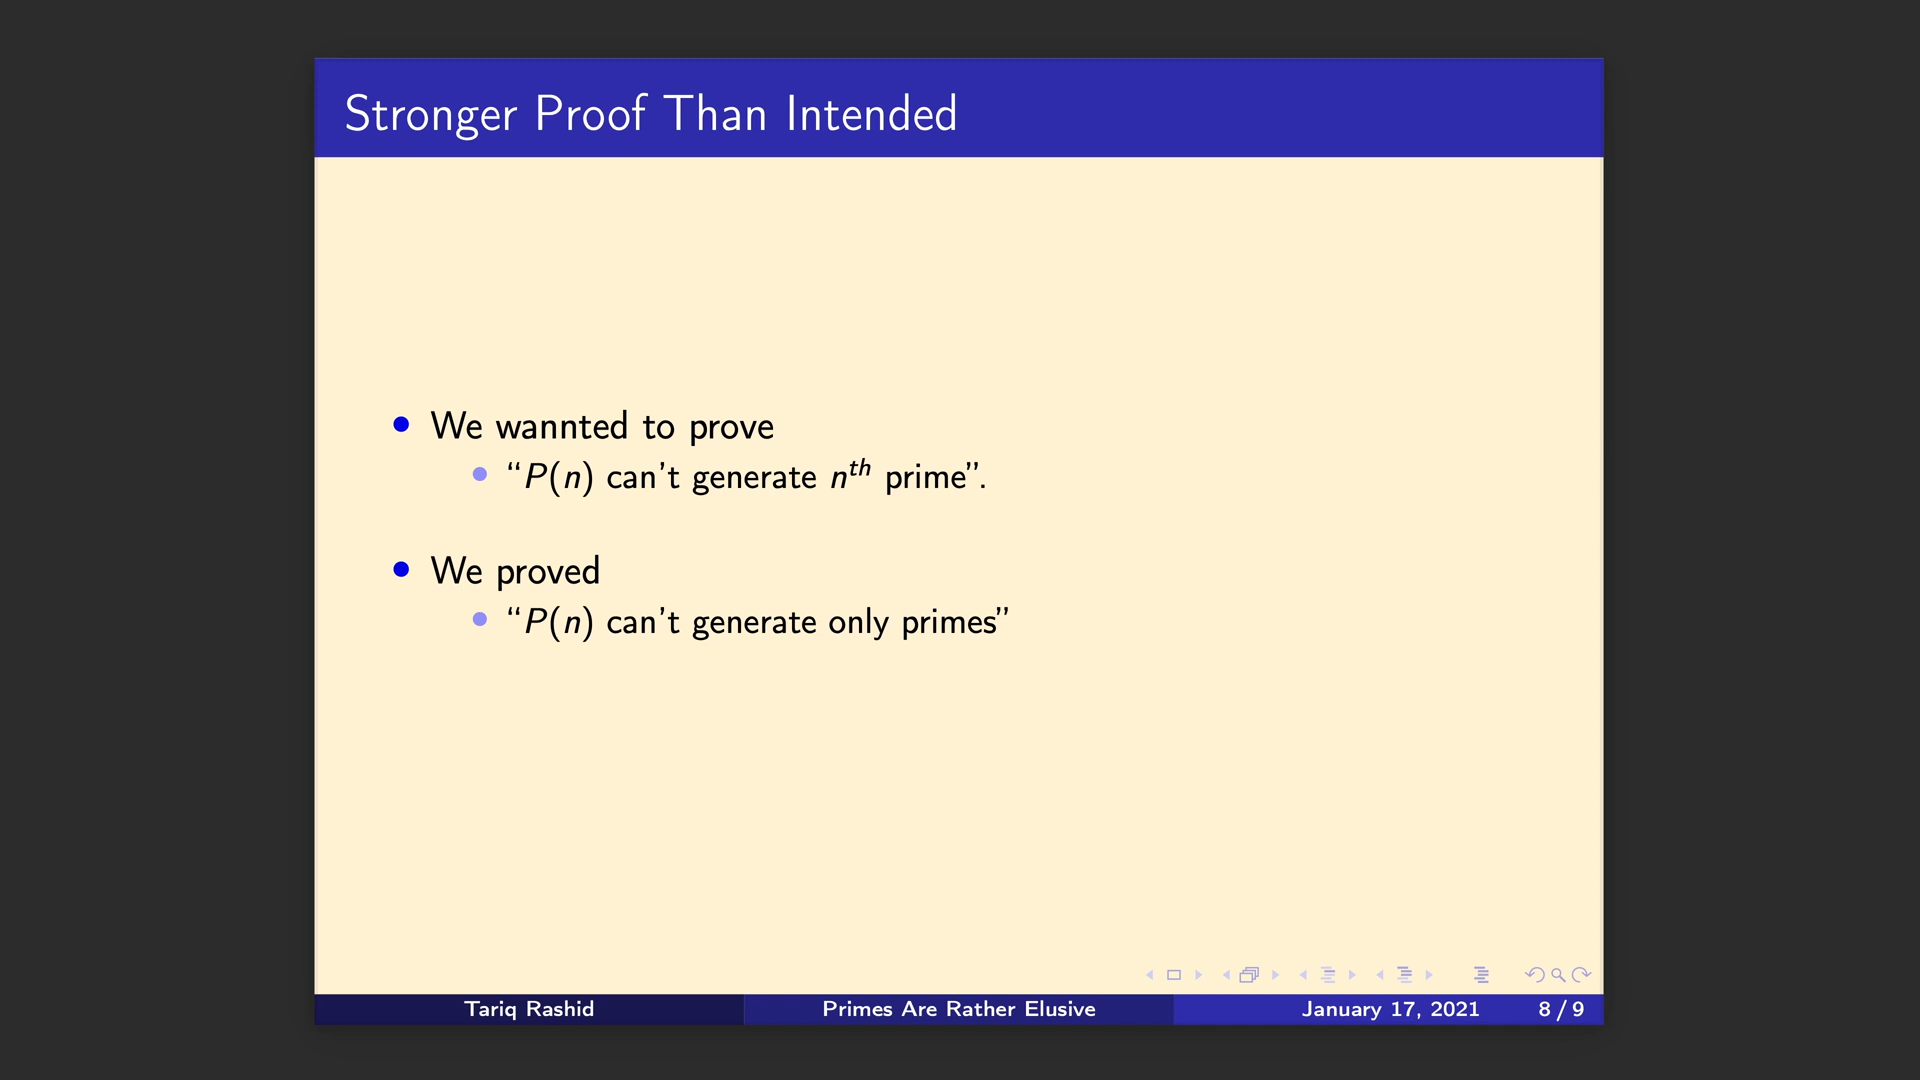 Stronger Proof Than Intended
• We wannted to prove
• “P(n) can’t generate nᵗʰ prime”.
• We proved
• “P(n) can’t generate only primes”
Tariq Rashid Primes Are Rather Elusive January 17, 2021 8 / 9